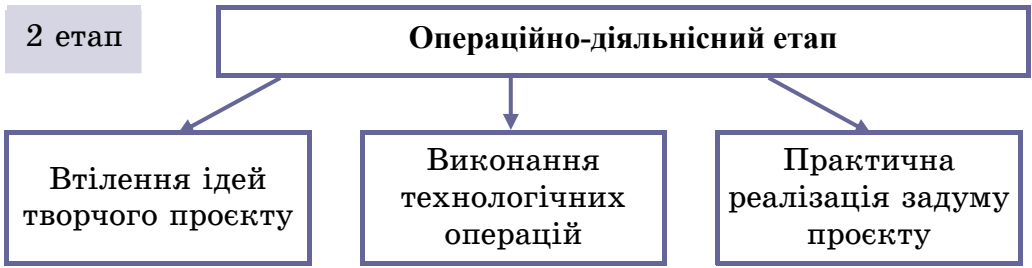 2 етап
Операційно-діяльнісний етап
Втілення ідей
творчого проєкту
Виконання
технологічних
операцій
Практична
реалізація задуму
проєкту